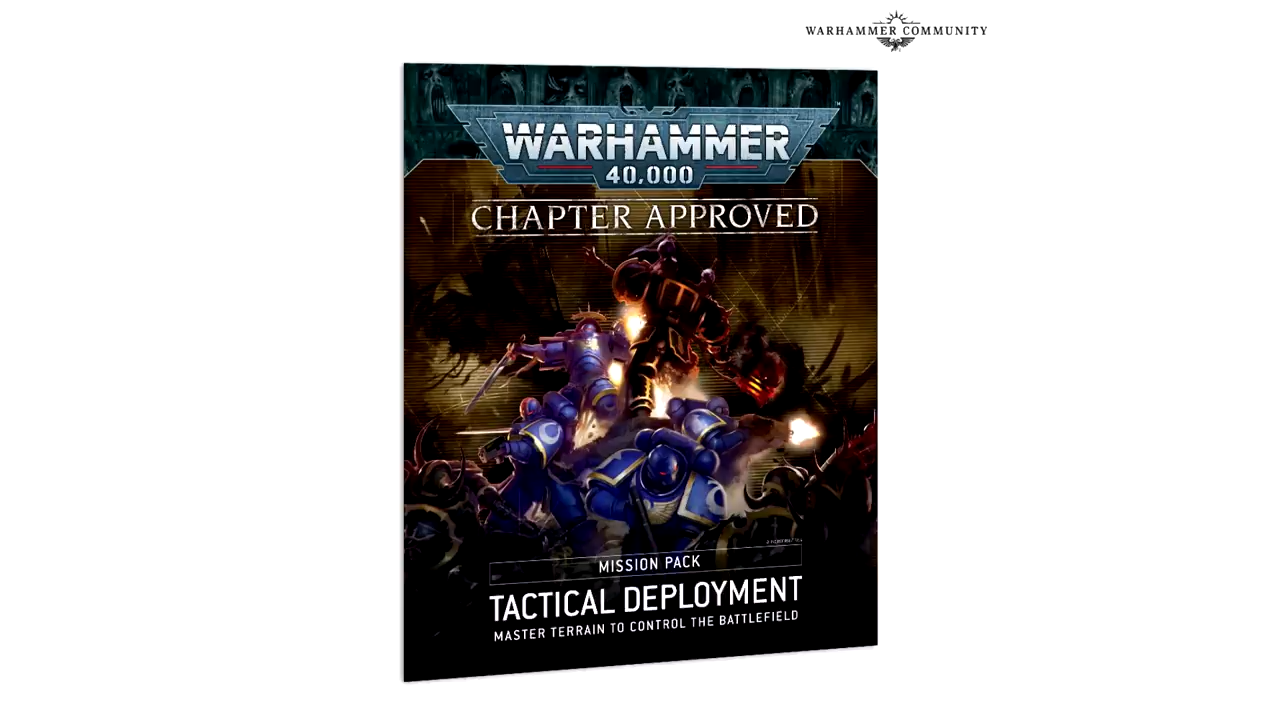 WARHAMMER COMMUNITY
WARHAMMER
40,000
CHAPTER APPROVED
MISSION PACK
TACTICAL DEPLOYMENT
MASTER TERRAIN TO CONTROL THE BATTLEFIELD